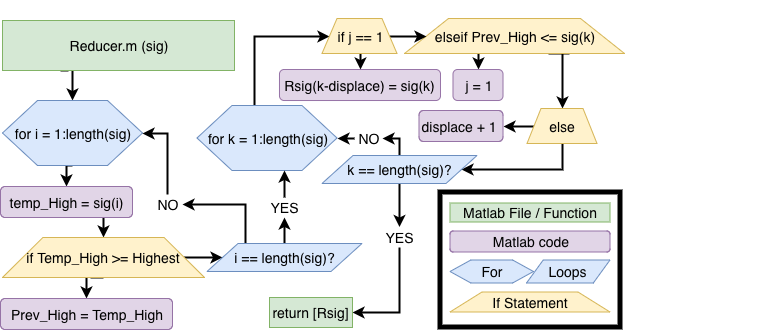 Reducer.m (sig)
for i = 1:length(sig)
temp_High = sig(i)
NO
if Temp_High >= Highest
Prev_High = Temp_High
i == length(sig)?
YES
for k = 1:length(sig)
if j == 1
Rsig(k-displace) = sig(k)
elseif Prev_High <= sig(k)
j = 1
else
displace + 1
k == length(sig)?
NO
YES
return [Rsig]
Matlab File / Function
Matlab code
For
Loops
If Statement